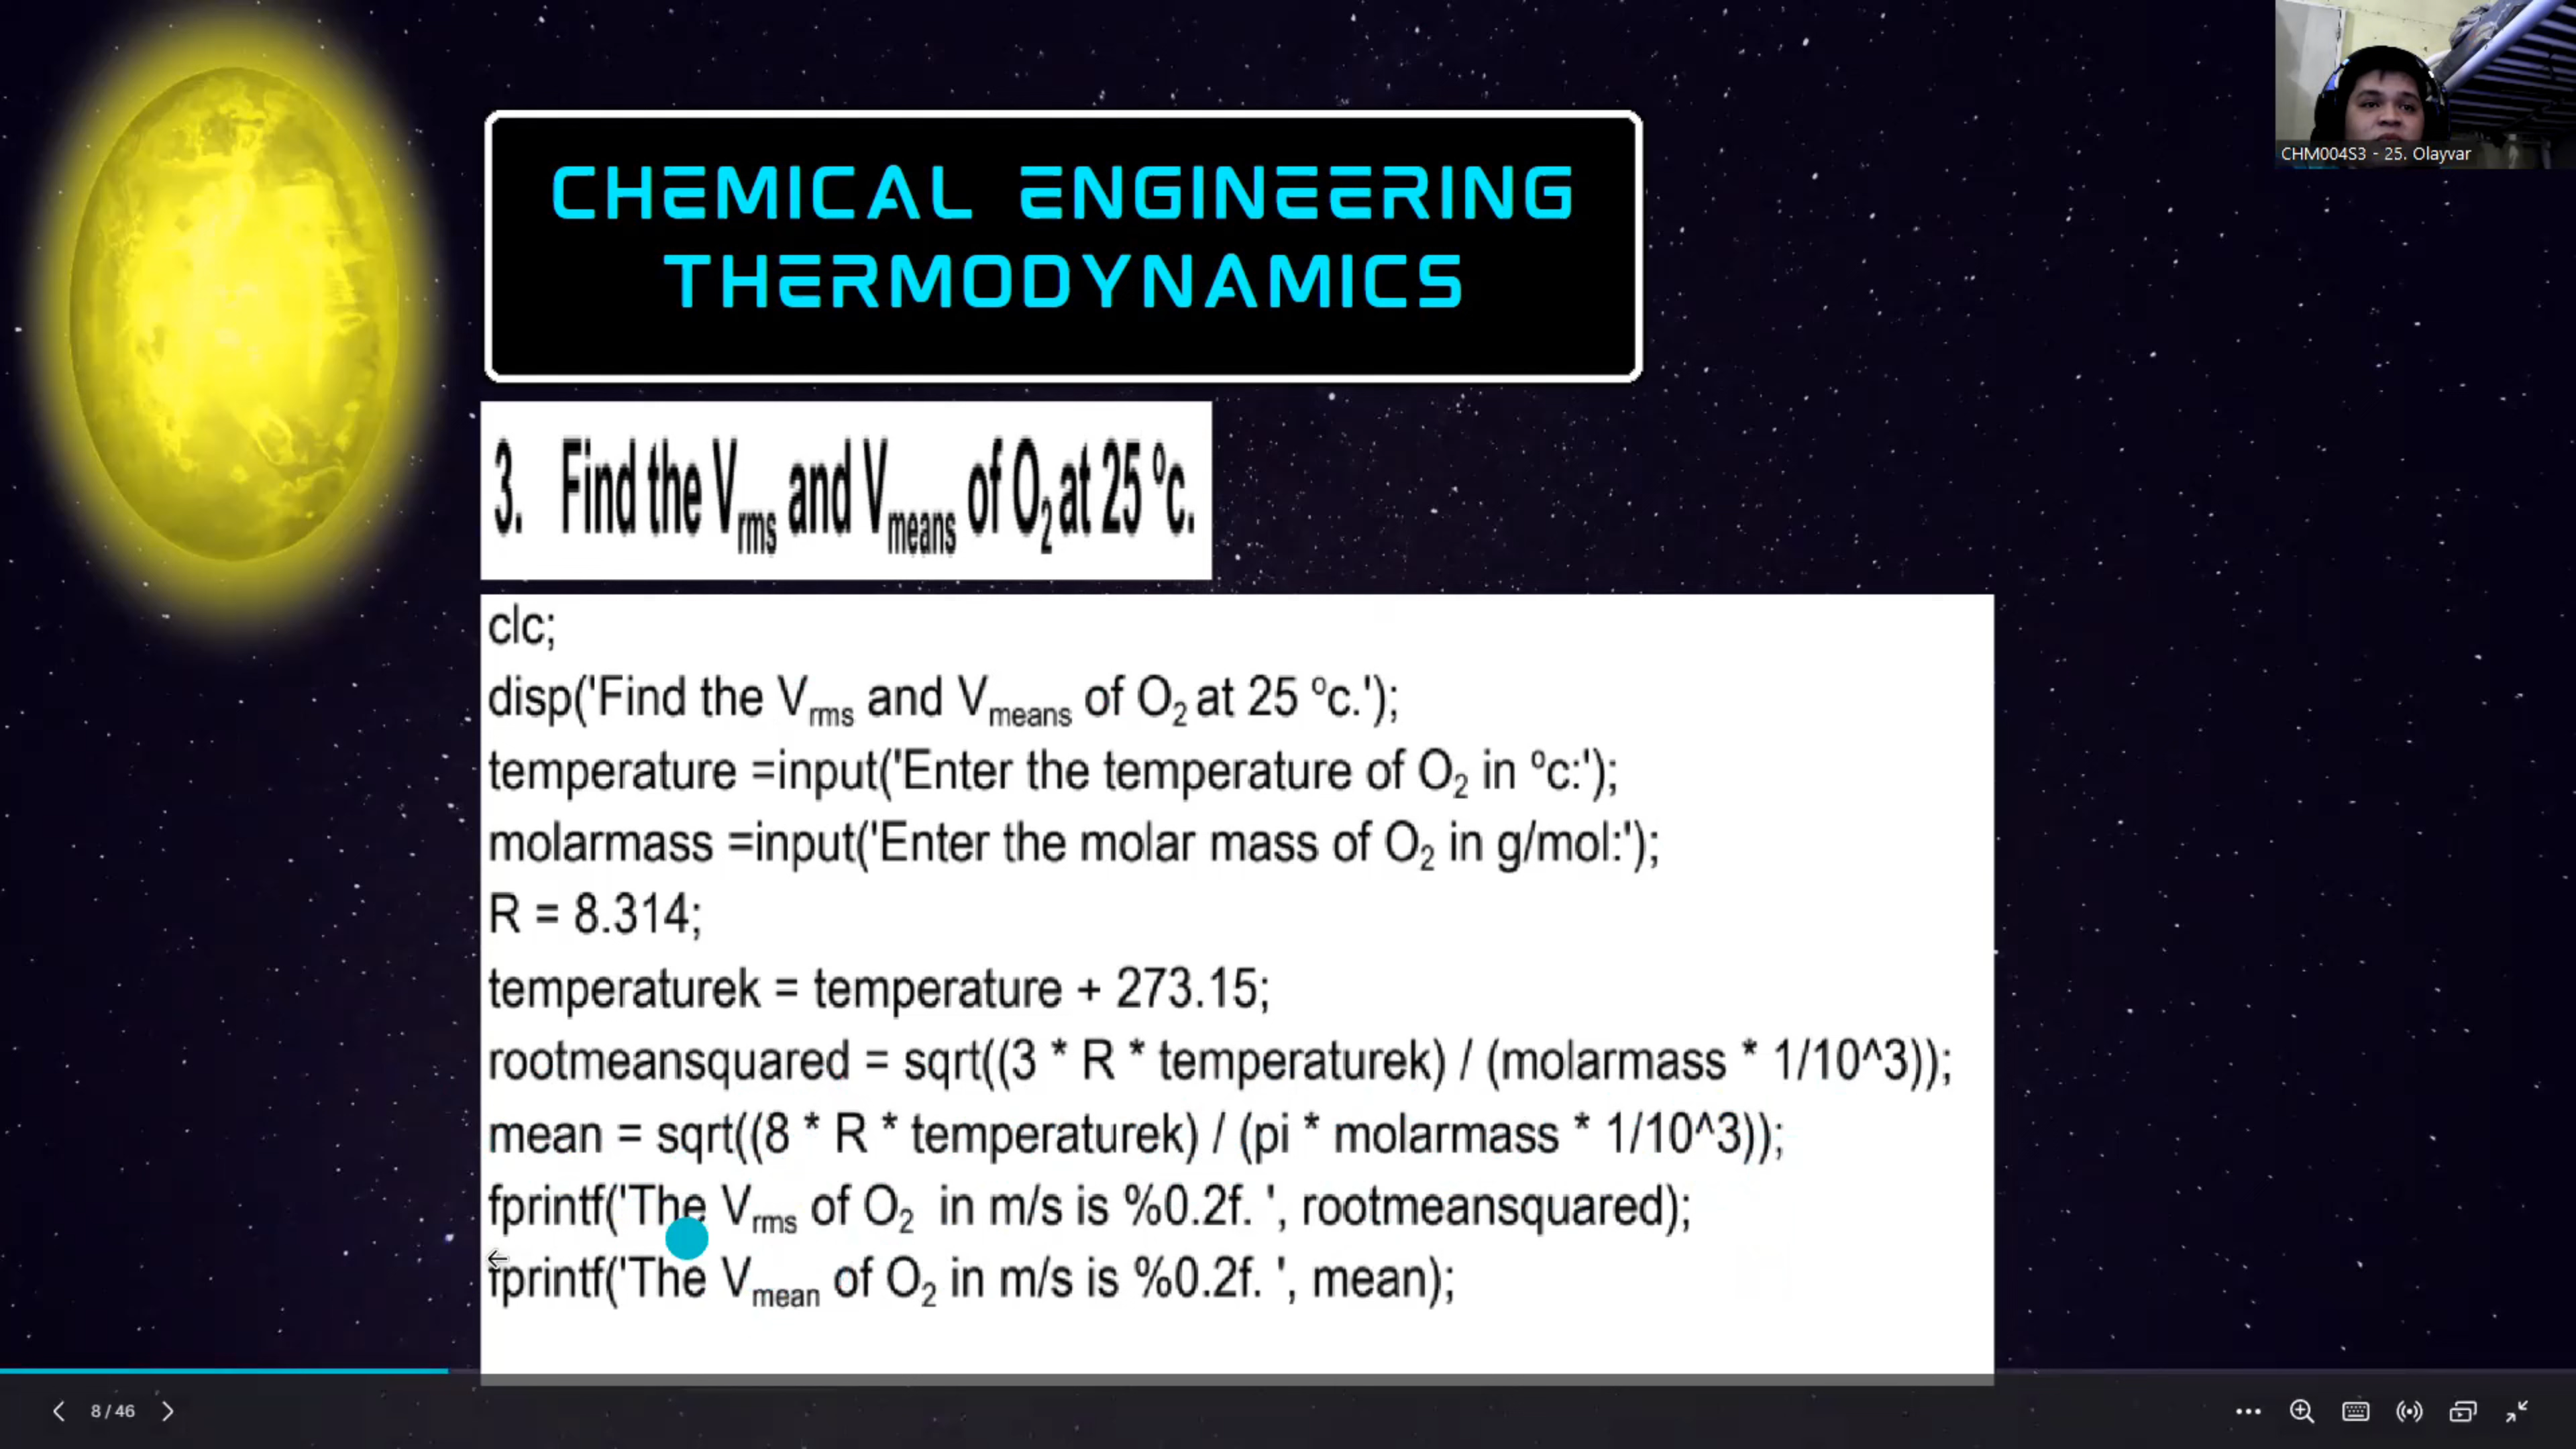 CHM004S3 - 25. Olayvar
CHEMICAL ENGINEERING
THERMODYNAMICS
3. Find the Vrms and Vmeans of O2 at 25 ºc.
clc;
disp('Find the Vrms and Vmeans of O2 at 25 ºc.');
temperature =input('Enter the temperature of O2 in ºc:');
molarmass =input('Enter the molar mass of O2 in g/mol:');
R = 8.314;
temperaturek = temperature + 273.15;
rootmeansquared = sqrt((3 * R * temperaturek) / (molarmass * 1/10^3));
mean = sqrt((8 * R * temperaturek) / (pi * molarmass * 1/10^3));
fprintf('The Vrms of O2  in m/s is %0.2f. ', rootmeansquared);
fprintf('The Vmean of O2 in m/s is %0.2f. ', mean);
8 / 46